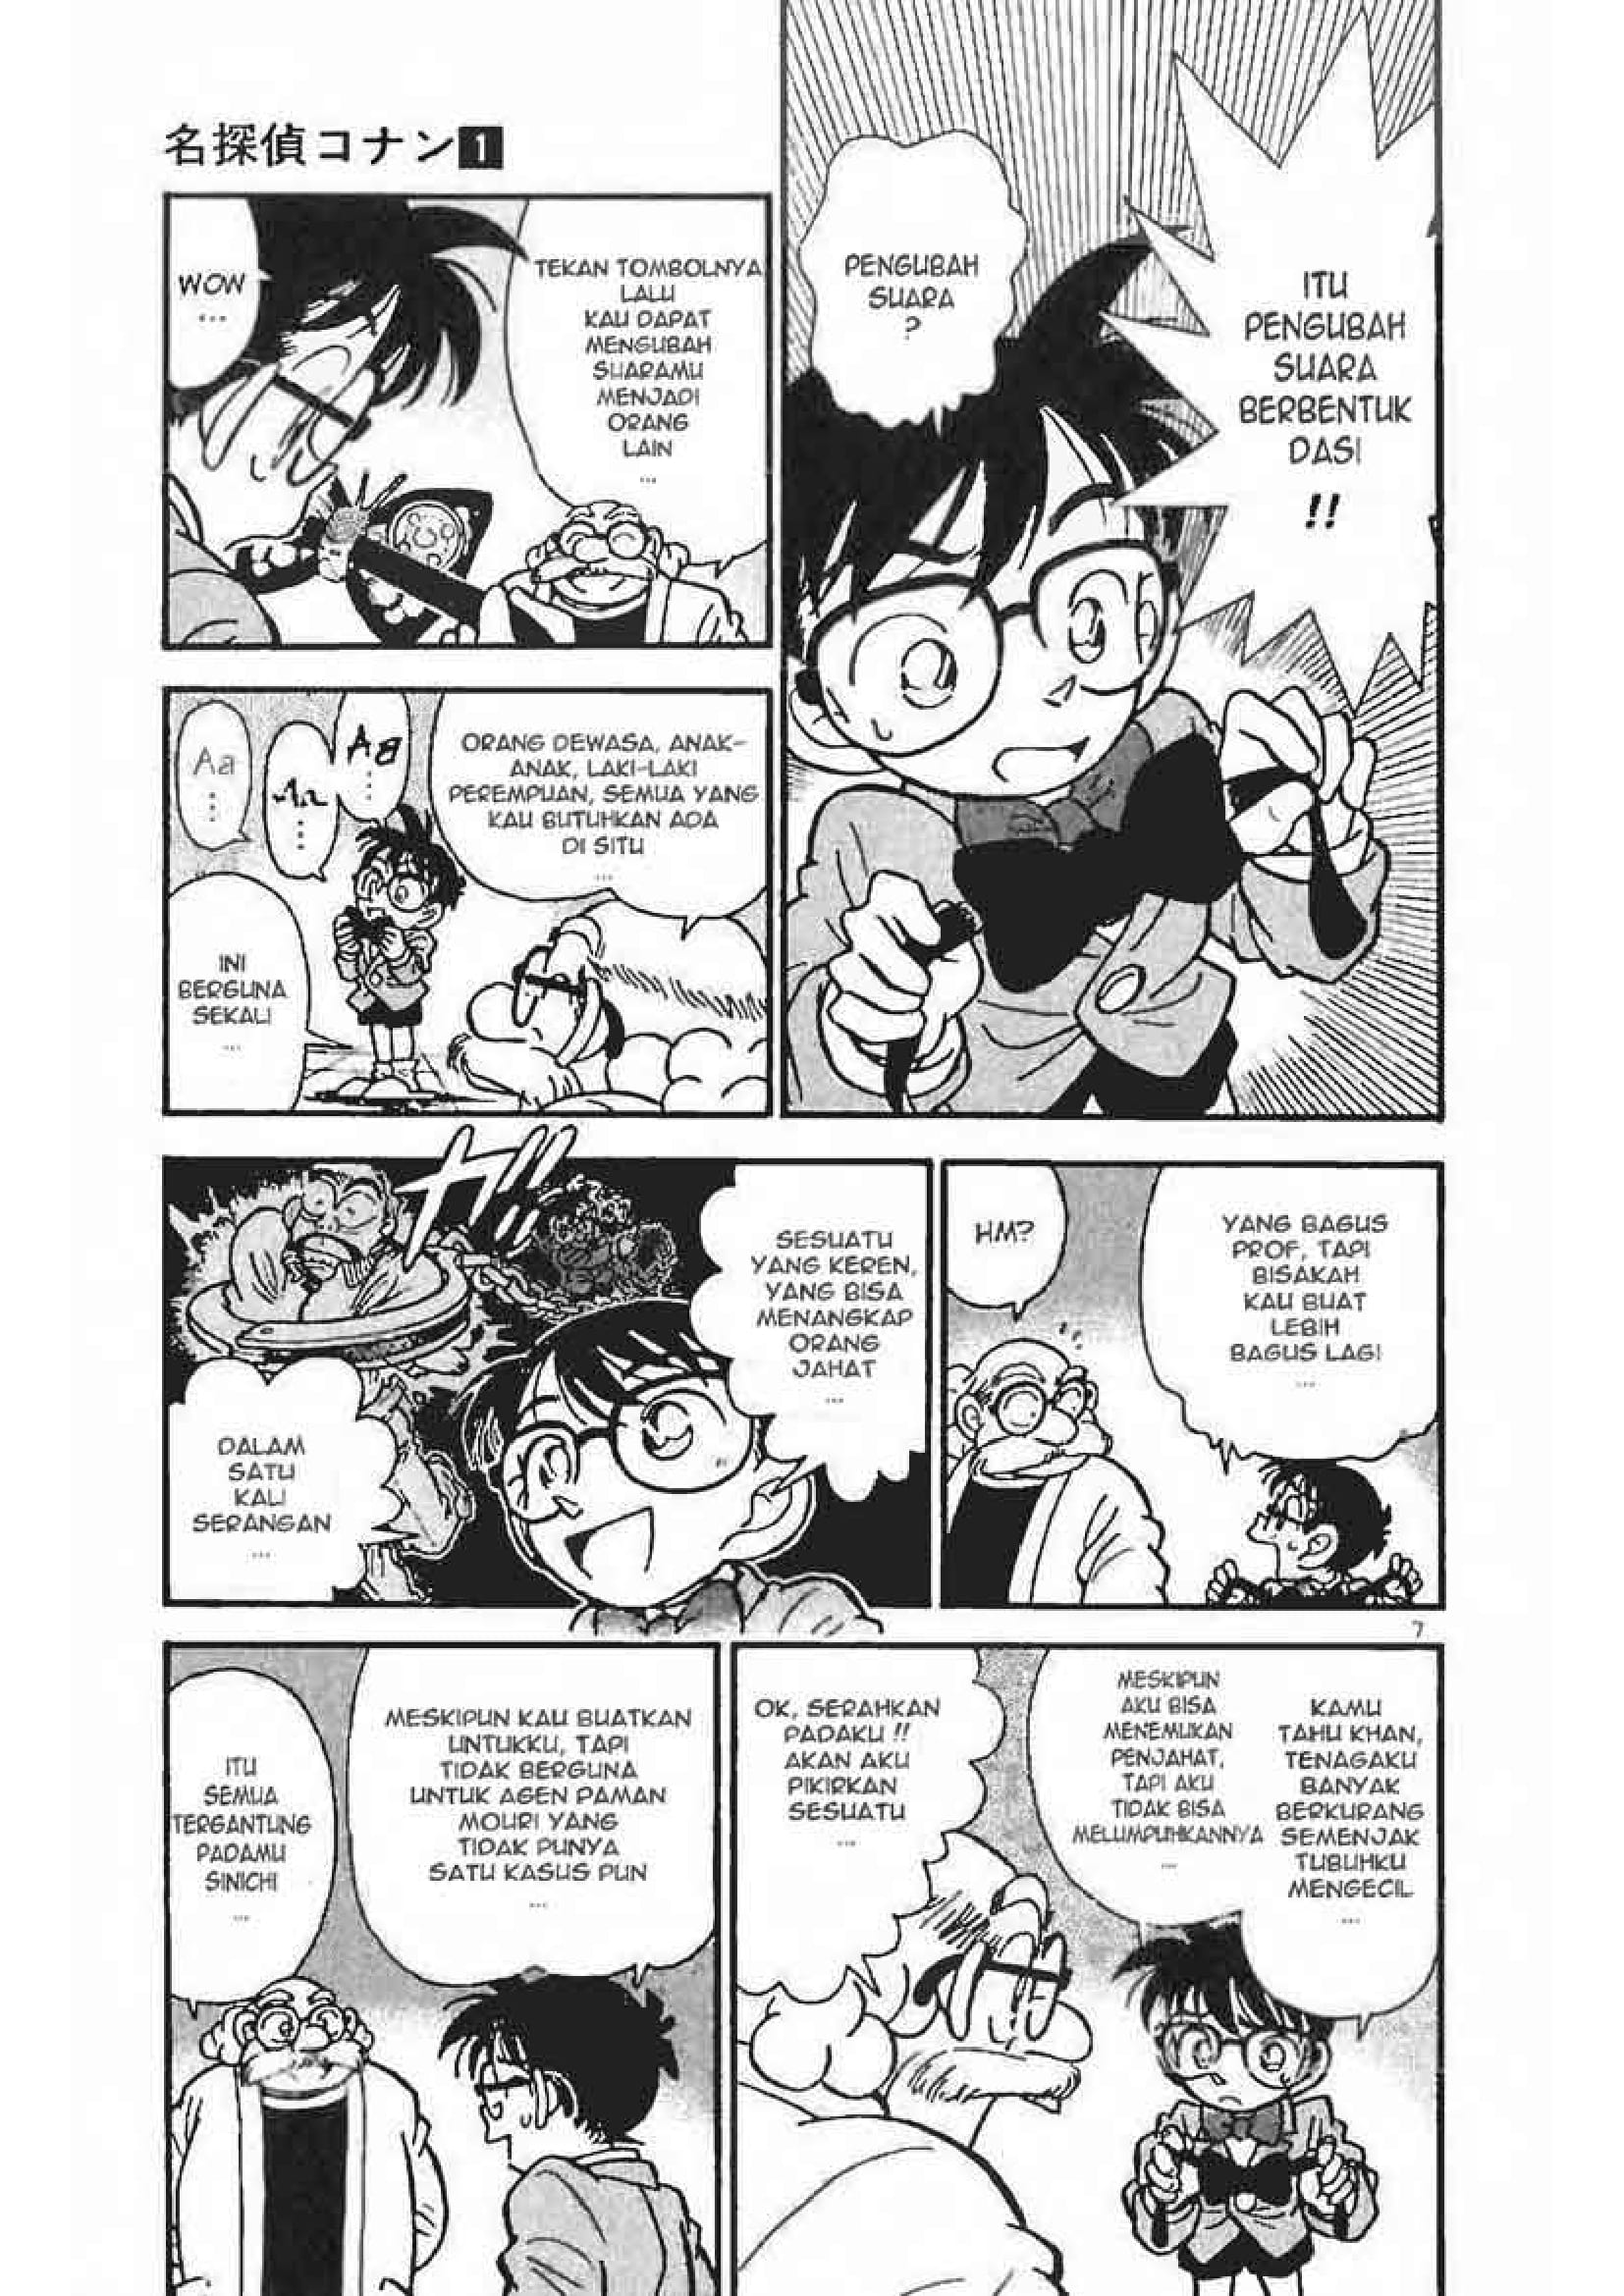 名探偵コナン1
ITU
PENGUBAH
SUARA
BERBENTUK
DASI
!!
PENGUBAH
SUARA
?
TEKAN TOMBOLNYA
LALU
KAU DAPAT
MENGUBAH
SUARAMU
MENJADI
ORANG
LAIN
...
WOW
...
ORANG DEWASA, ANAK-
ANAK, LAKI-LAKI
PEREMPUAN, SEMUA YANG
KAU BUTUHKAN ADA
DI SITU
...
Aa
...
Aa
...
Aa
...
INI
BERGUNA
SEKALI
...
YANG BAGUS
PROF, TAPI
BISAKAH
KAU BUAT
LEBIH
BAGUS LAGI
...
HM?
SESUATU
YANG KEREN,
YANG BISA
MENANGKAP
ORANG
JAHAT
...
ガバ
DALAM
SATU
KALI
SERANGAN
...
7
KAMU
TAHU KHAN,
TENAGAKU
BANYAK
BERKURANG
SEMENJAK
TUBUHKU
MENGECIL
...
MESKIPUN
AKU BISA
MENEMUKAN
PENJAHAT,
TAPI AKU
TIDAK BISA
MELUMPUHKANNYA
...
OK, SERAHKAN
PADAKU !!
AKAN AKU
PIKIRKAN
SESUATU
...
MESKIPUN KAU BUATKAN
UNTUKKU, TAPI
TIDAK BERGUNA
UNTUK AGEN PAMAN
MOURI YANG
TIDAK PUNYA
SATU KASUS PUN
...
ITU
SEMUA
TERGANTUNG
PADAMU
SINICHI
...